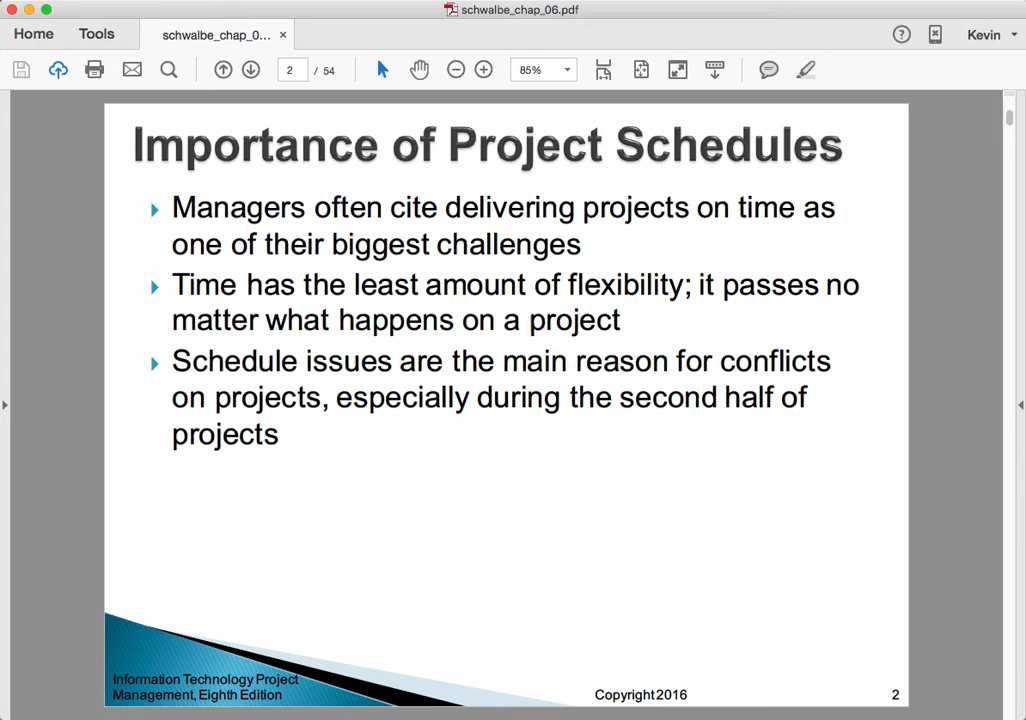 schwalbe_chap_06.pdf
Home Tools schwalbe_chap_0... × ? Kevin
2 / 54 85%
Importance of Project Schedules
Managers often cite delivering projects on time as
one of their biggest challenges
Time has the least amount of flexibility; it passes no
matter what happens on a project
Schedule issues are the main reason for conflicts
on projects, especially during the second half of
projects
Information Technology Project
Management, Eighth Edition Copyright 2016 2